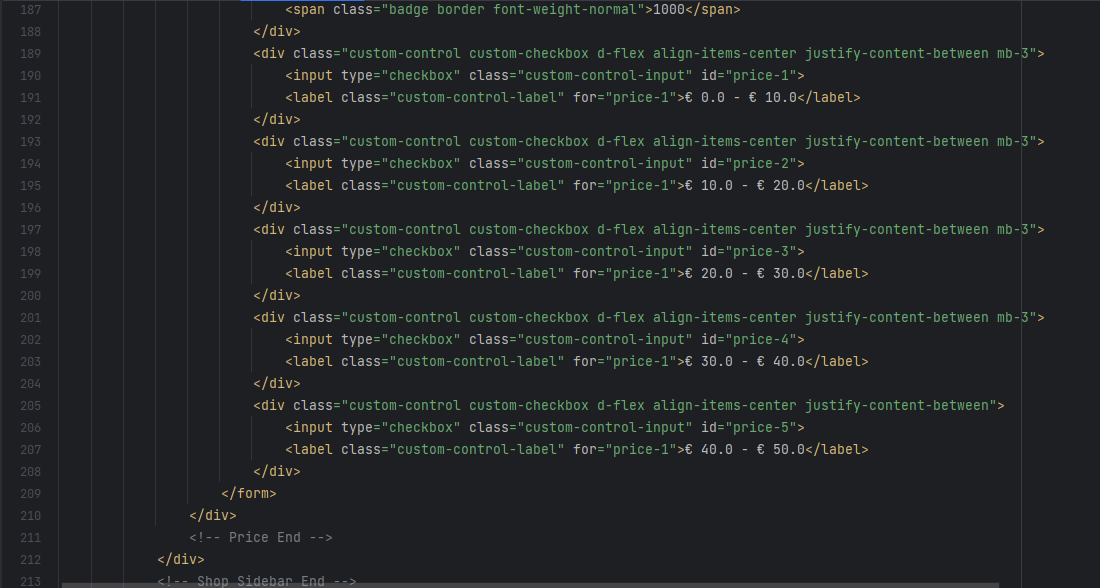 187 <span class="badge border font-weight-normal">1000</span>
188 </div>
189 <div class="custom-control custom-checkbox d-flex align-items-center justify-content-between mb-3">
190 <input type="checkbox" class="custom-control-input" id="price-1">
191 <label class="custom-control-label" for="price-1">€ 0.0 - € 10.0</label>
192 </div>
193 <div class="custom-control custom-checkbox d-flex align-items-center justify-content-between mb-3">
194 <input type="checkbox" class="custom-control-input" id="price-2">
195 <label class="custom-control-label" for="price-1">€ 10.0 - € 20.0</label>
196 </div>
197 <div class="custom-control custom-checkbox d-flex align-items-center justify-content-between mb-3">
198 <input type="checkbox" class="custom-control-input" id="price-3">
199 <label class="custom-control-label" for="price-1">€ 20.0 - € 30.0</label>
200 </div>
201 <div class="custom-control custom-checkbox d-flex align-items-center justify-content-between mb-3">
202 <input type="checkbox" class="custom-control-input" id="price-4">
203 <label class="custom-control-label" for="price-1">€ 30.0 - € 40.0</label>
204 </div>
205 <div class="custom-control custom-checkbox d-flex align-items-center justify-content-between">
206 <input type="checkbox" class="custom-control-input" id="price-5">
207 <label class="custom-control-label" for="price-1">€ 40.0 - € 50.0</label>
208 </div>
209 </form>
210 </div>
211 <!-- Price End -->
212 </div>
213 <!-- Shop Sidebar End -->